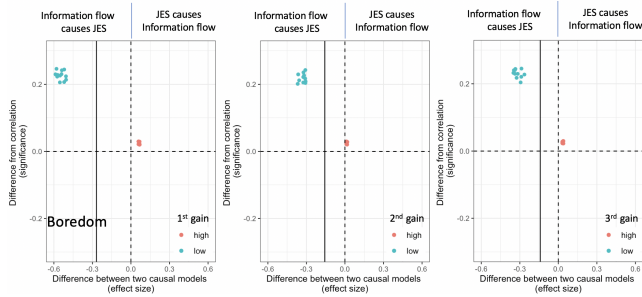 Information flow causes JES
JES causes Information flow
Information flow causes JES
JES causes Information flow
Information flow causes JES
JES causes Information flow
Difference from correlation (significance)
0.2
0.0
-0.2
Boredom
1st gain
high
low
-0.6 -0.3 0.0 0.3 0.6
Difference between two causal models (effect size)
Difference from correlation (significance)
0.2
0.0
-0.2
2nd gain
high
low
-0.6 -0.3 0.0 0.3 0.6
Difference between two causal models (effect size)
Difference from correlation (significance)
0.2
0.0
-0.2
3rd gain
high
low
-0.6 -0.3 0.0 0.3 0.6
Difference between two causal models (effect size)